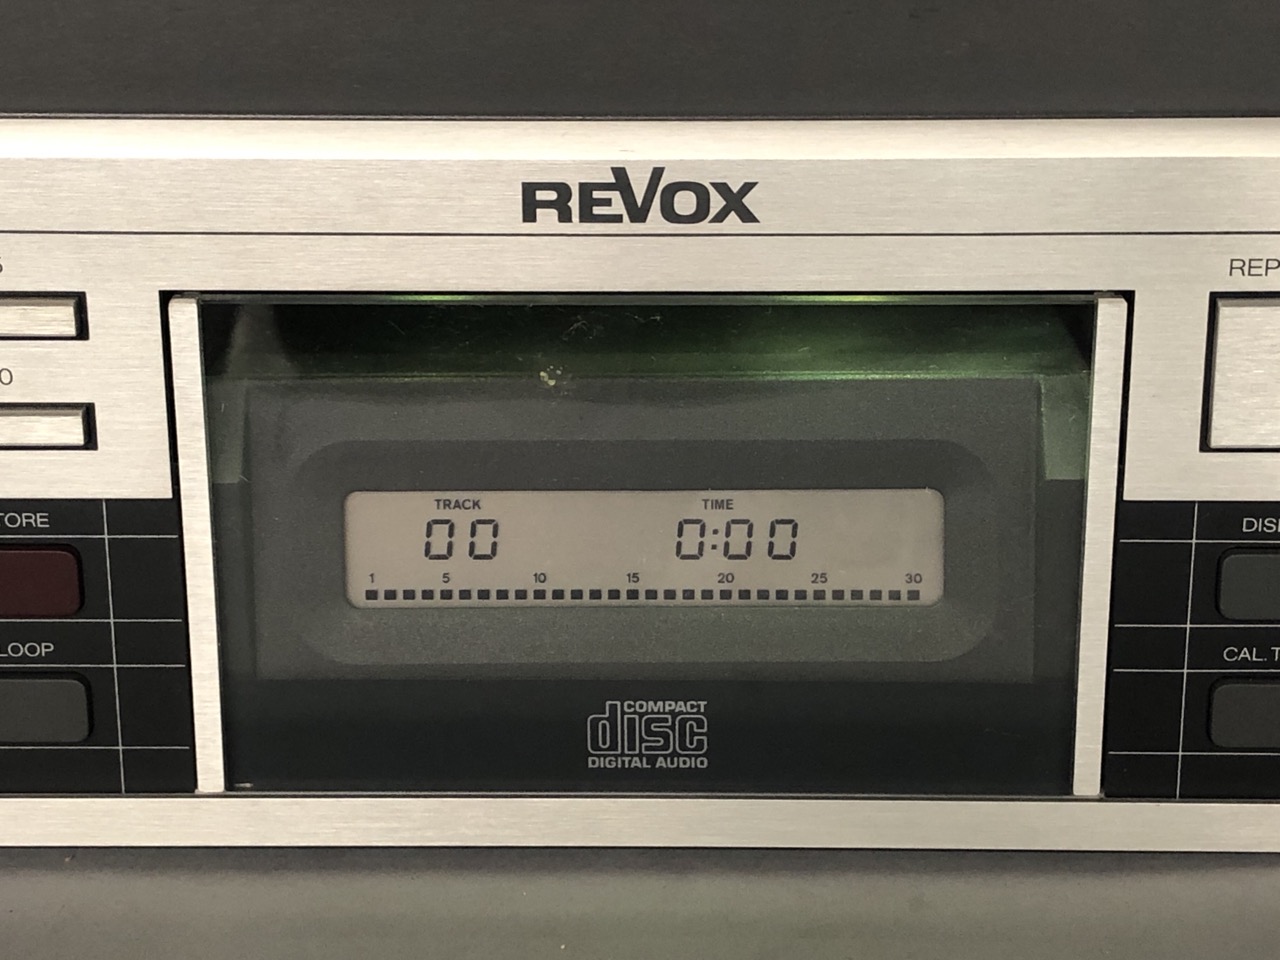 REVOX
REP
0
TRACK TIME
00 0:00
1 5 10 15 20 25 30
TORE
DIS
LOOP
CAL. T
COMPACT
disc
DIGITAL AUDIO